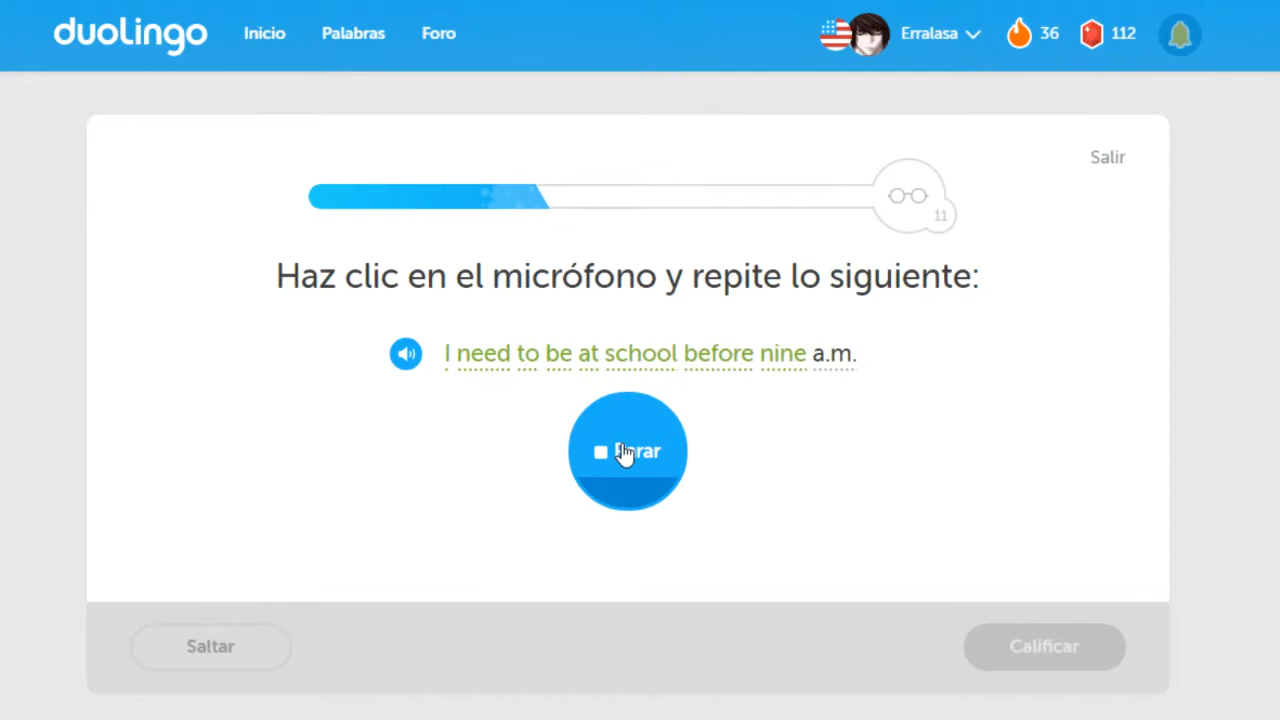 duolingo Inicio Palabras Foro Erralasa 36 112
Salir
11
Haz clic en el micrófono y repite lo siguiente:
I need to be at school before nine a.m.
Saltar Calificar